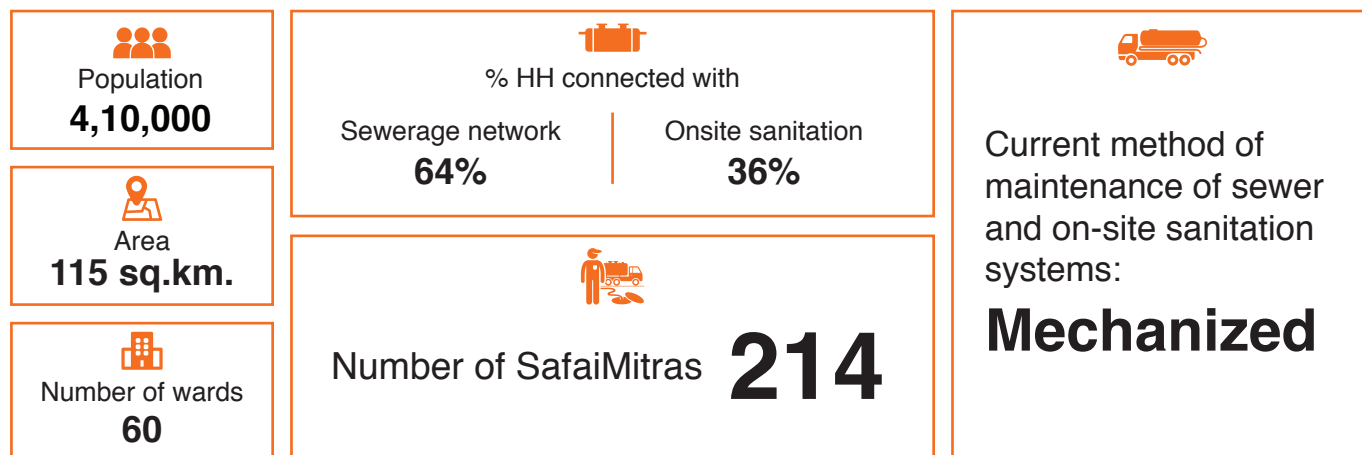 Population
4,10,000
Area
115 sq.km.
Number of wards
60
% HH connected with
Sewerage network
64%
Onsite sanitation
36%
Number of SafaiMitras 214
Current method of
maintenance of sewer
and on-site sanitation
systems:
Mechanized